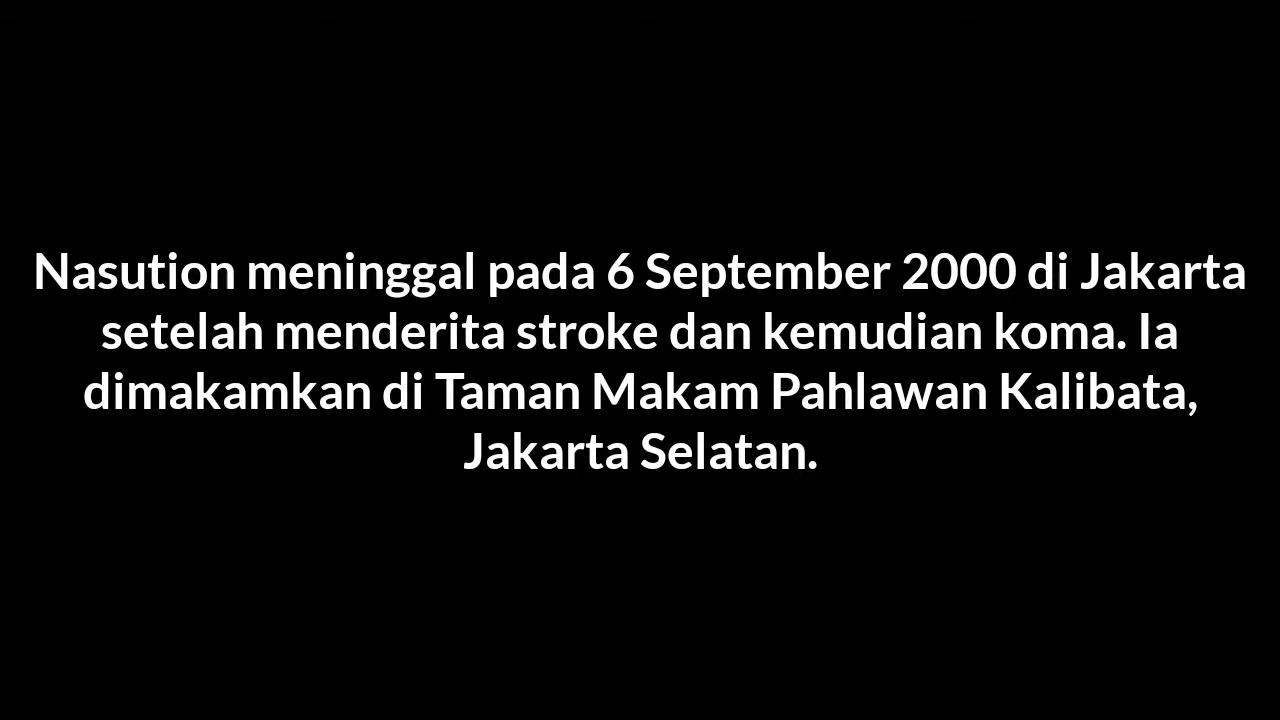 Nasution meninggal pada 6 September 2000 di Jakarta
setelah menderita stroke dan kemudian koma. Ia
dimakamkan di Taman Makam Pahlawan Kalibata,
Jakarta Selatan.